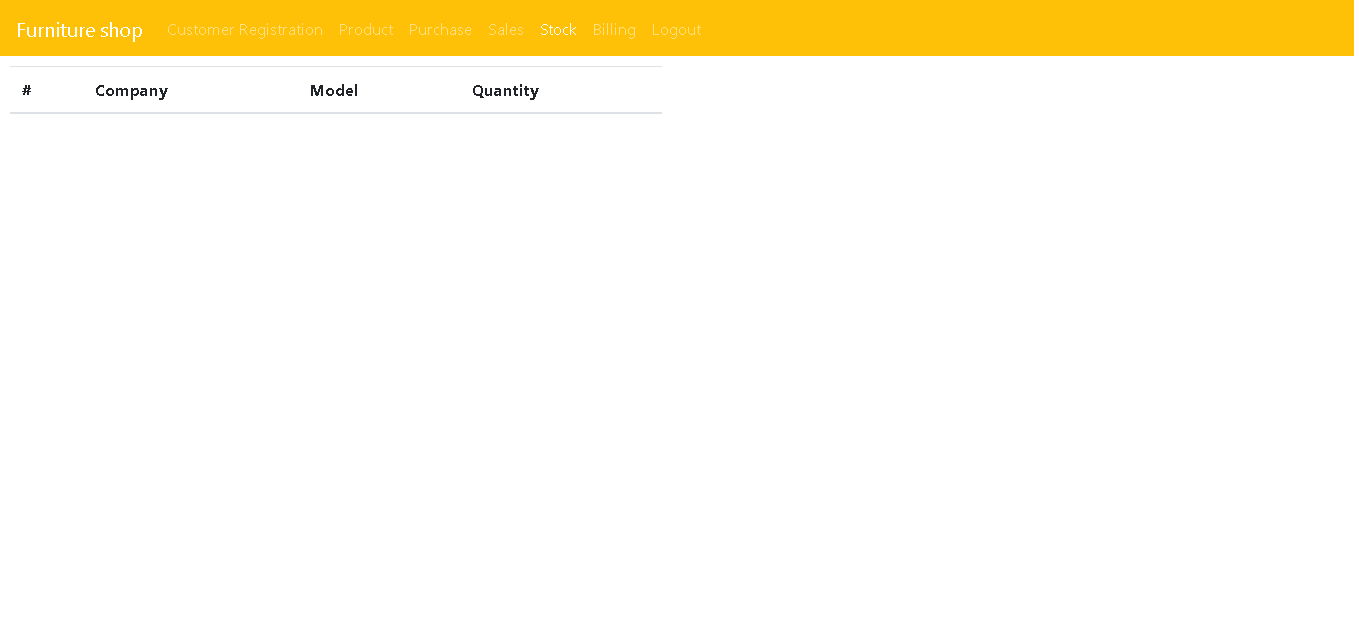 Furniture shop Customer Registration Product Purchase Sales Stock Billing Logout
# Company Model Quantity